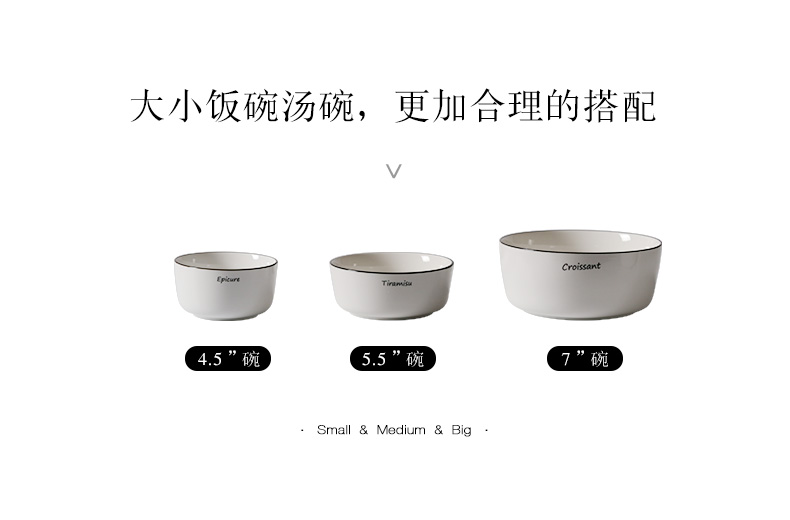 大小饭碗汤碗，更加合理的搭配
Epicure
Tiramisu
Croissant
4.5”碗
5.5”碗
7”碗
· Small & Medium & Big ·